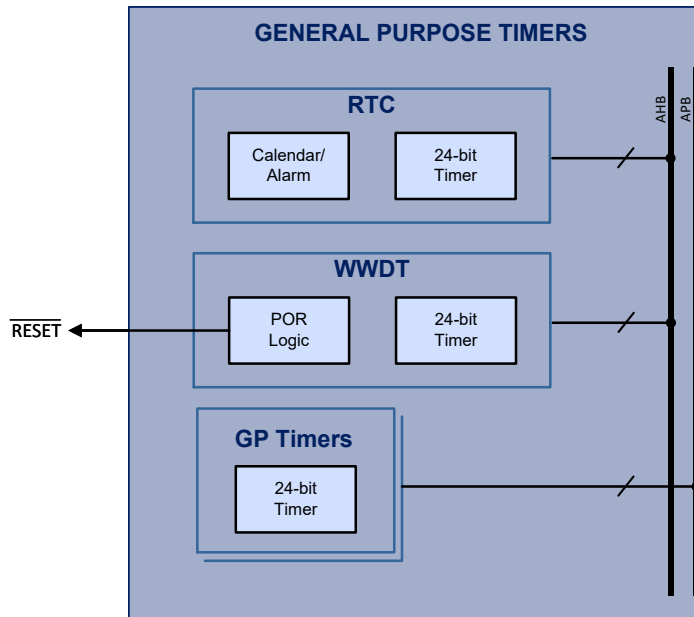 GENERAL PURPOSE TIMERS
AHB
APB
RTC
Calendar/
Alarm
24-bit
Timer
WWDT
RESET
POR
Logic
24-bit
Timer
GP Timers
24-bit
Timer